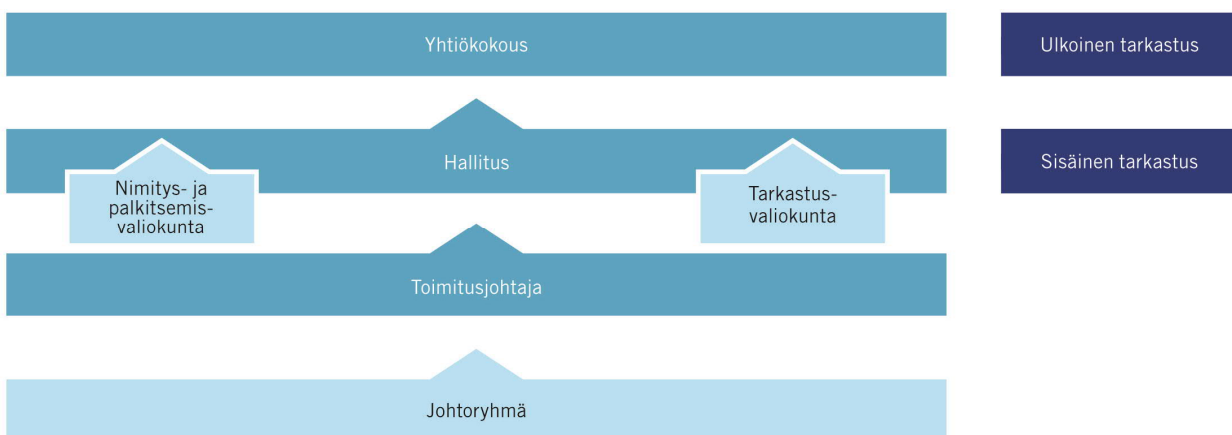 Yhtiökokous
Ulkoinen tarkastus
Hallitus
Sisäinen tarkastus
Nimitys- ja
palkitsemis-
valiokunta
Tarkastus-
valiokunta
Toimitusjohtaja
Johtoryhmä